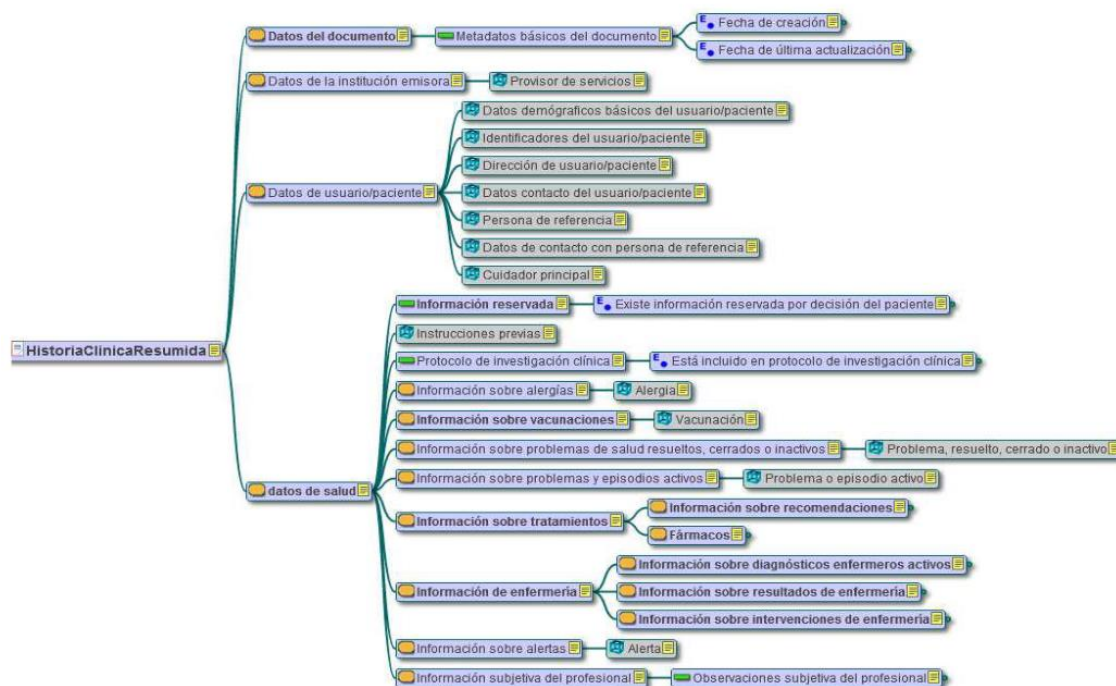 HistoriaClinicaResumida
Datos del documento
Metadatos básicos del documento
Fecha de creación
Fecha de última actualización
Datos de la institución emisora
Provisor de servicios
Datos de usuario/paciente
Datos demógraficos básicos del usuario/paciente
Identificadores del usuario/paciente
Dirección de usuario/paciente
Datos contacto del usuario/paciente
Persona de referencia
Datos de contacto con persona de referencia
Cuidador principal
datos de salud
Información reservada
Existe información reservada por decisión del paciente
Instrucciones previas
Protocolo de investigación clínica
Está incluido en protocolo de investigación clínica
Información sobre alergías
Alergia
Información sobre vacunaciones
Vacunación
Información sobre problemas de salud resueltos, cerrados o inactivos
Problema, resuelto, cerrado o inactivo
Información sobre problemas y episodios activos
Problema o episodio activo
Información sobre tratamientos
Información sobre recomendaciones
Fármacos
Información de enfermería
Información sobre diagnósticos enfermeros activos
Información sobre resultados de enfermería
Información sobre intervenciones de enfermería
Información sobre alertas
Alerta
Información subjetiva del profesional
Observaciones subjetiva del profesional